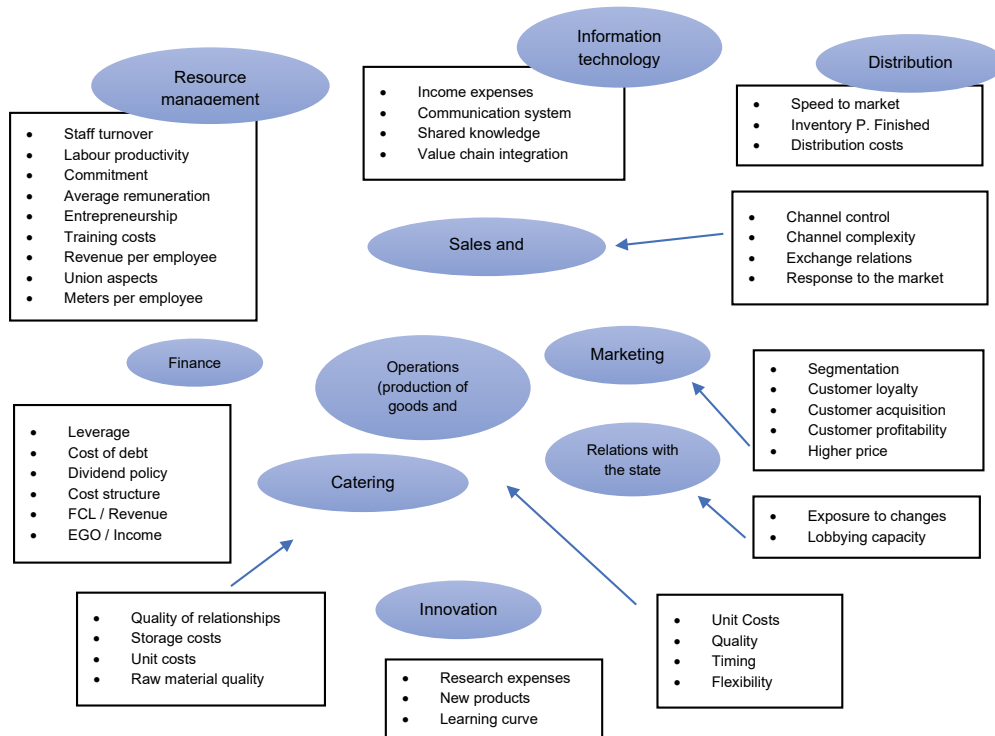 Resource
management
• Staff turnover
• Labour productivity
• Commitment
• Average remuneration
• Entrepreneurship
• Training costs
• Revenue per employee
• Union aspects
• Meters per employee
Information
technology
• Income expenses
• Communication system
• Shared knowledge
• Value chain integration
Distribution
• Speed to market
• Inventory P. Finished
• Distribution costs
Sales and
• Channel control
• Channel complexity
• Exchange relations
• Response to the market
Finance
• Leverage
• Cost of debt
• Dividend policy
• Cost structure
• FCL / Revenue
• EGO / Income
Operations
(production of
goods and
Marketing
• Segmentation
• Customer loyalty
• Customer acquisition
• Customer profitability
• Higher price
Relations with
the state
• Exposure to changes
• Lobbying capacity
Catering
• Quality of relationships
• Storage costs
• Unit costs
• Raw material quality
Innovation
• Research expenses
• New products
• Learning curve
• Unit Costs
• Quality
• Timing
• Flexibility